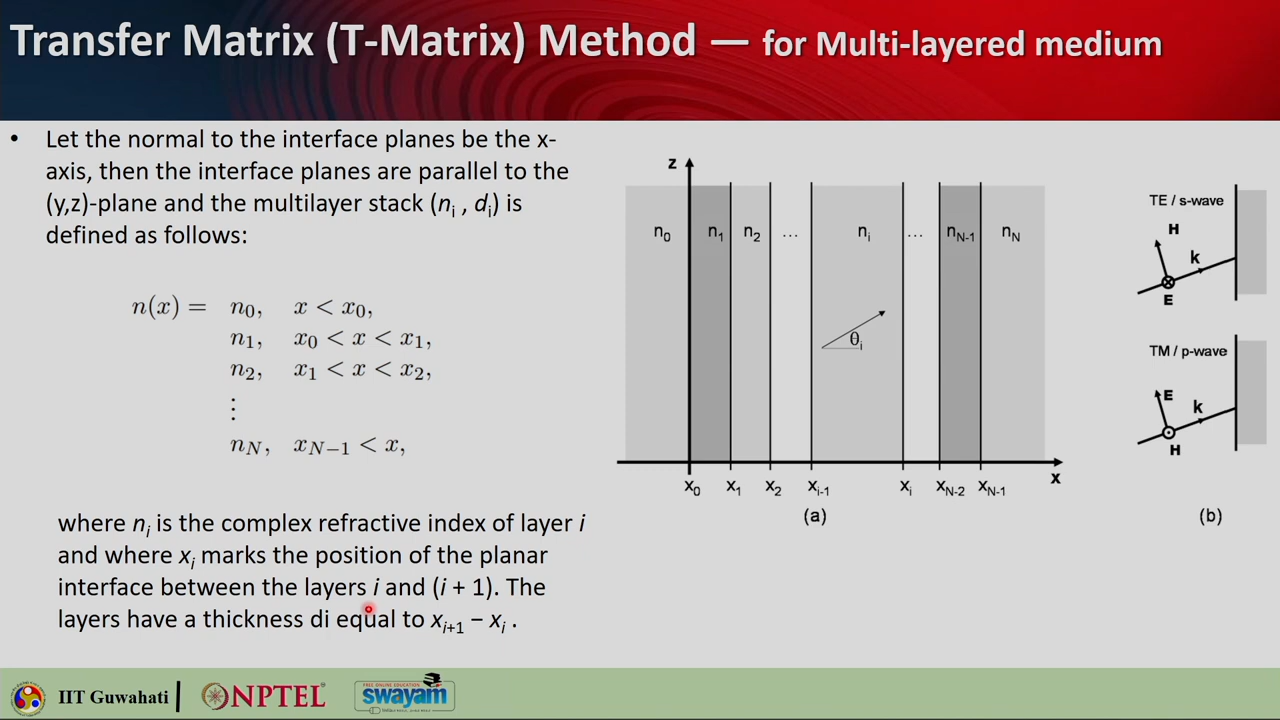 Transfer Matrix (T-Matrix) Method — for Multi-layered medium
• Let the normal to the interface planes be the x-
axis, then the interface planes are parallel to the
(y,z)-plane and the multilayer stack (nᵢ , dᵢ) is
defined as follows:
n(x) = n₀, x < x₀,
n₁, x₀ < x < x₁,
n₂, x₁ < x < x₂,
⋮
n_N, x_{N−1} < x,
where nᵢ is the complex refractive index of layer i
and where xᵢ marks the position of the planar
interface between the layers i and (i + 1). The
layers have a thickness di equal to x_{i+1} − xᵢ .
z
n₀ n₁ n₂ … nᵢ … n_{N-1} n_N
θᵢ
x
x₀ x₁ x₂ x_{i-1} xᵢ x_{N-2} x_{N-1}
(a)
TE / s-wave
H
k
E
TM / p-wave
E
k
H
(b)
IIT Guwahati
NPTEL
FREE ONLINE EDUCATION
swayam